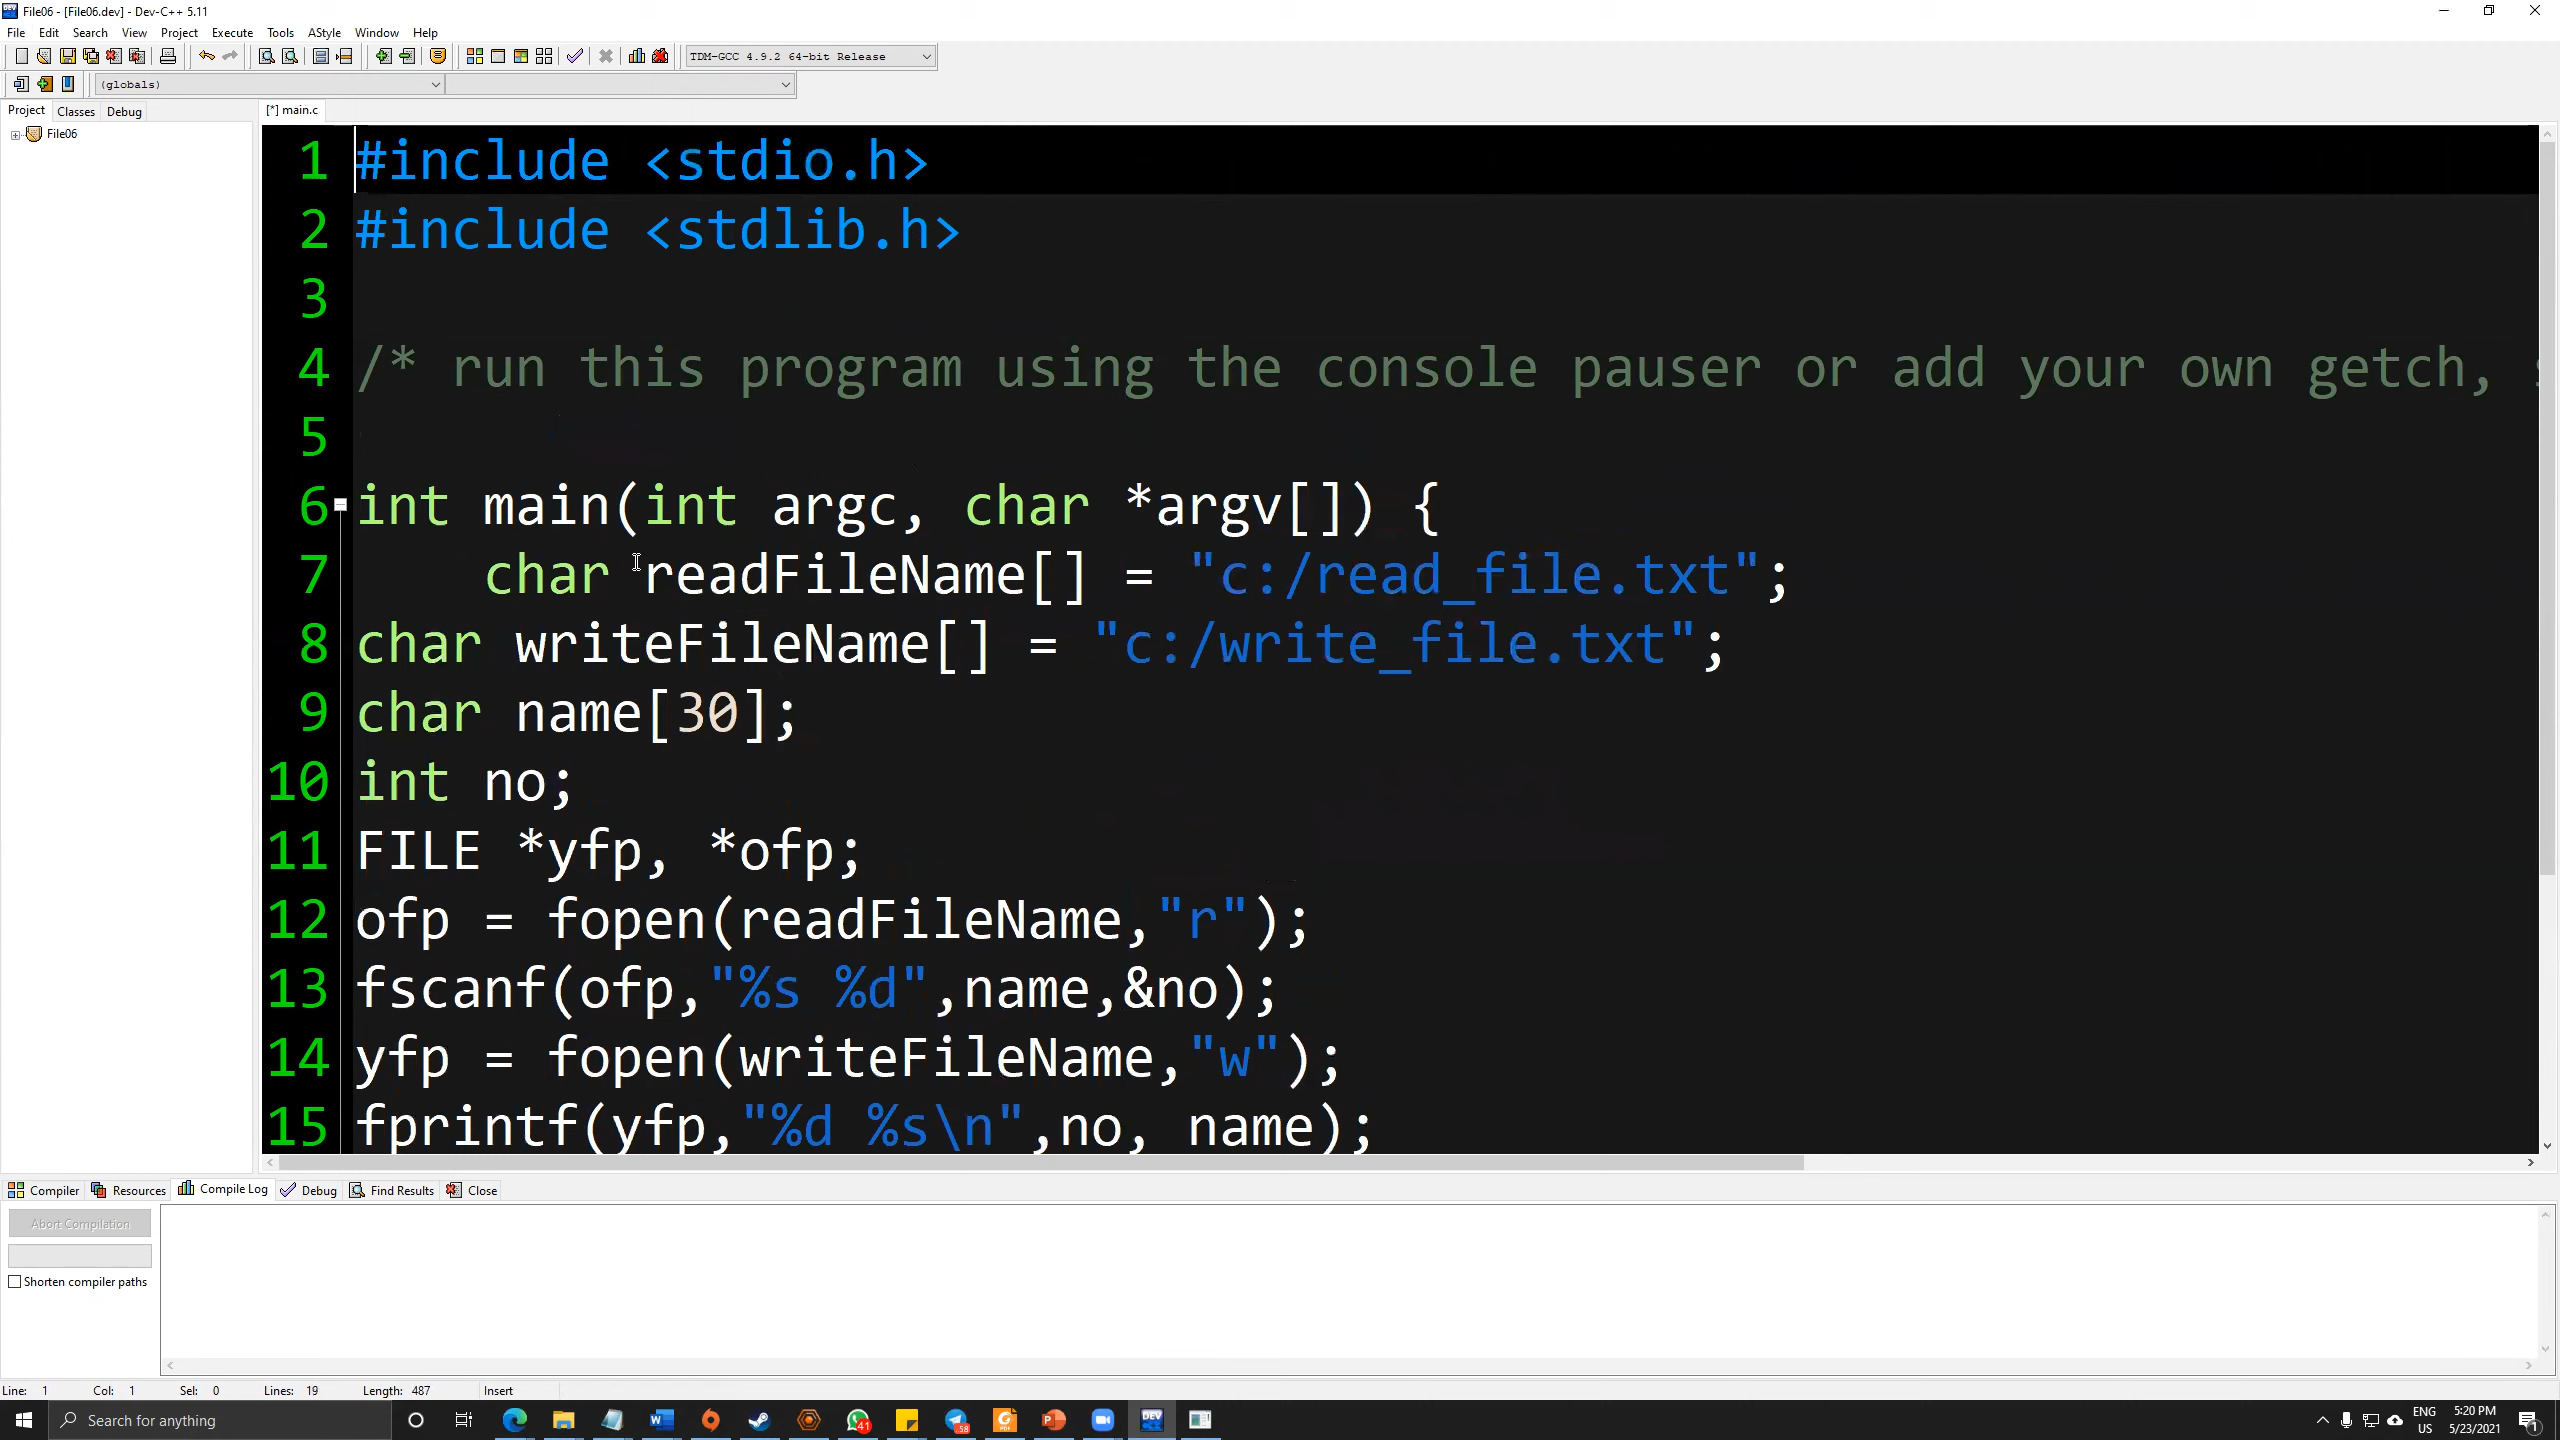 File06 - [File06.dev] - Dev-C++ 5.11
File Edit Search View Project Execute Tools AStyle Window Help
TDM-GCC 4.9.2 64-bit Release
(globals)
Project Classes Debug
[*] main.c
File06
1 #include <stdio.h>
2 #include <stdlib.h>
3
4 /* run this program using the console pauser or add your own getch,
5
6 int main(int argc, char *argv[]) {
7 char readFileName[] = "c:/read_file.txt";
8 char writeFileName[] = "c:/write_file.txt";
9 char name[30];
10 int no;
11 FILE *yfp, *ofp;
12 ofp = fopen(readFileName,"r");
13 fscanf(ofp,"%s %d",name,&no);
14 yfp = fopen(writeFileName,"w");
15 fprintf(yfp,"%d %s\n",no, name);
Compiler Resources Compile Log Debug Find Results Close
Abort Compilation
Shorten compiler paths
Line: 1 Col: 1 Sel: 0 Lines: 19 Length: 487 Insert
Search for anything
41
58
DEV
ENG
US
5:20 PM
5/23/2021
1